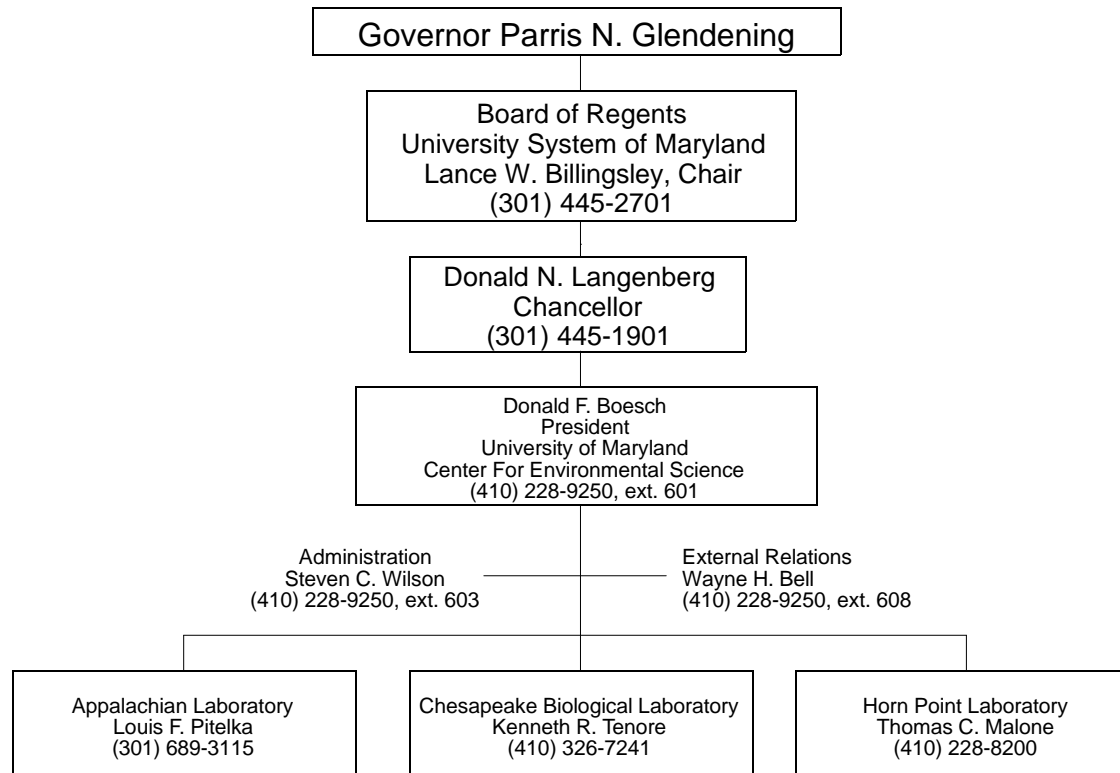 Governor Parris N. Glendening
Board of Regents
University System of Maryland
Lance W. Billingsley, Chair
(301) 445-2701
Donald N. Langenberg
Chancellor
(301) 445-1901
Donald F. Boesch
President
University of Maryland
Center For Environmental Science
(410) 228-9250, ext. 601
Administration
Steven C. Wilson
(410) 228-9250, ext. 603
External Relations
Wayne H. Bell
(410) 228-9250, ext. 608
Appalachian Laboratory
Louis F. Pitelka
(301) 689-3115
Chesapeake Biological Laboratory
Kenneth R. Tenore
(410) 326-7241
Horn Point Laboratory
Thomas C. Malone
(410) 228-8200